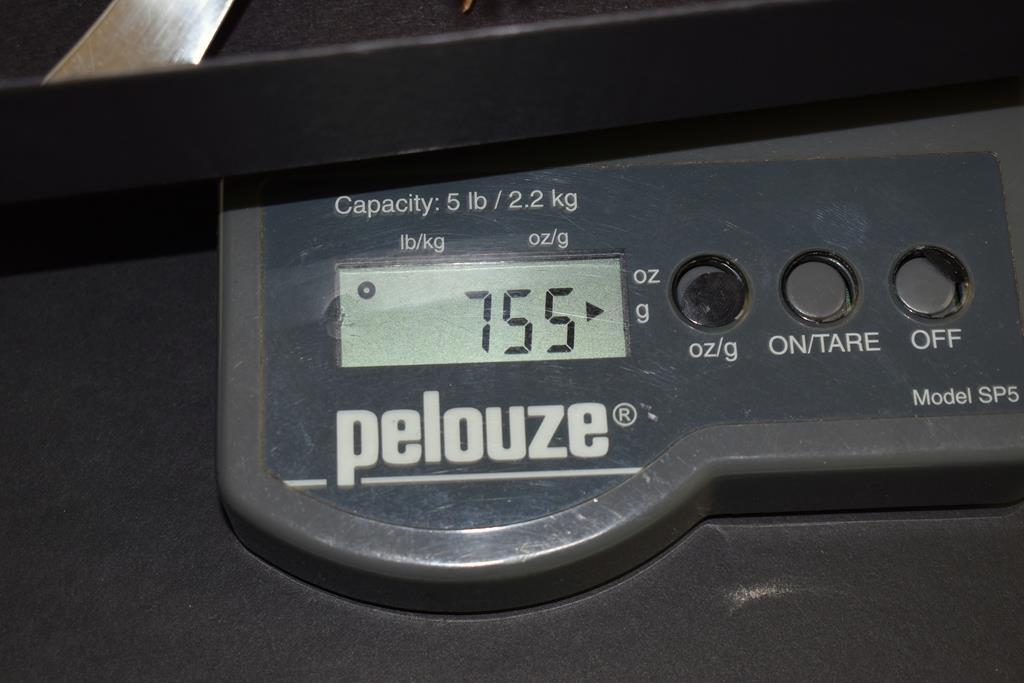 Capacity: 5 lb / 2.2 kg
lb/kg oz/g
755
oz
g
oz/g ON/TARE OFF
Model SP5
pelouze®